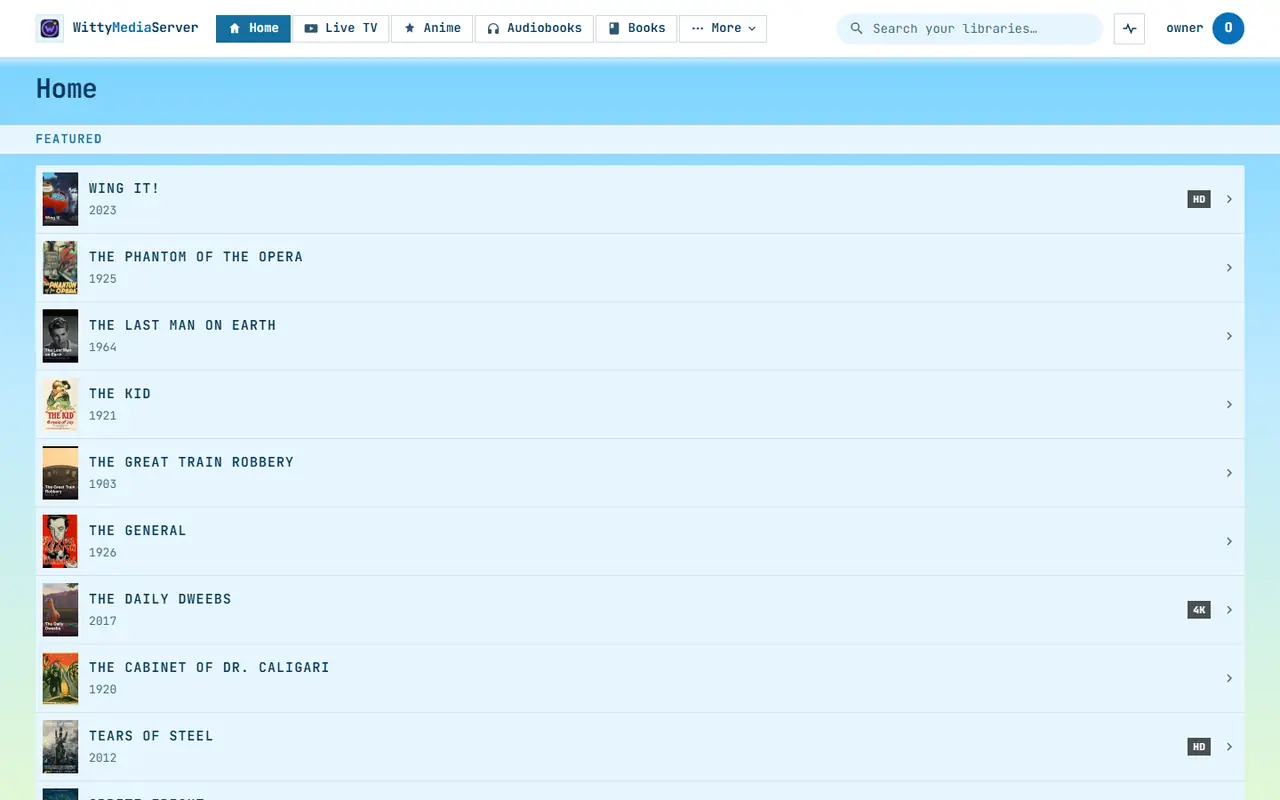 WittyMediaServer
Home
Live TV
Anime
Audiobooks
Books
More
Search your libraries…
owner
O
Home
FEATURED
WING IT!
2023
HD
THE PHANTOM OF THE OPERA
1925
THE LAST MAN ON EARTH
1964
THE KID
1921
THE GREAT TRAIN ROBBERY
1903
THE GENERAL
1926
THE DAILY DWEEBS
2017
4K
THE CABINET OF DR. CALIGARI
1920
TEARS OF STEEL
2012
HD